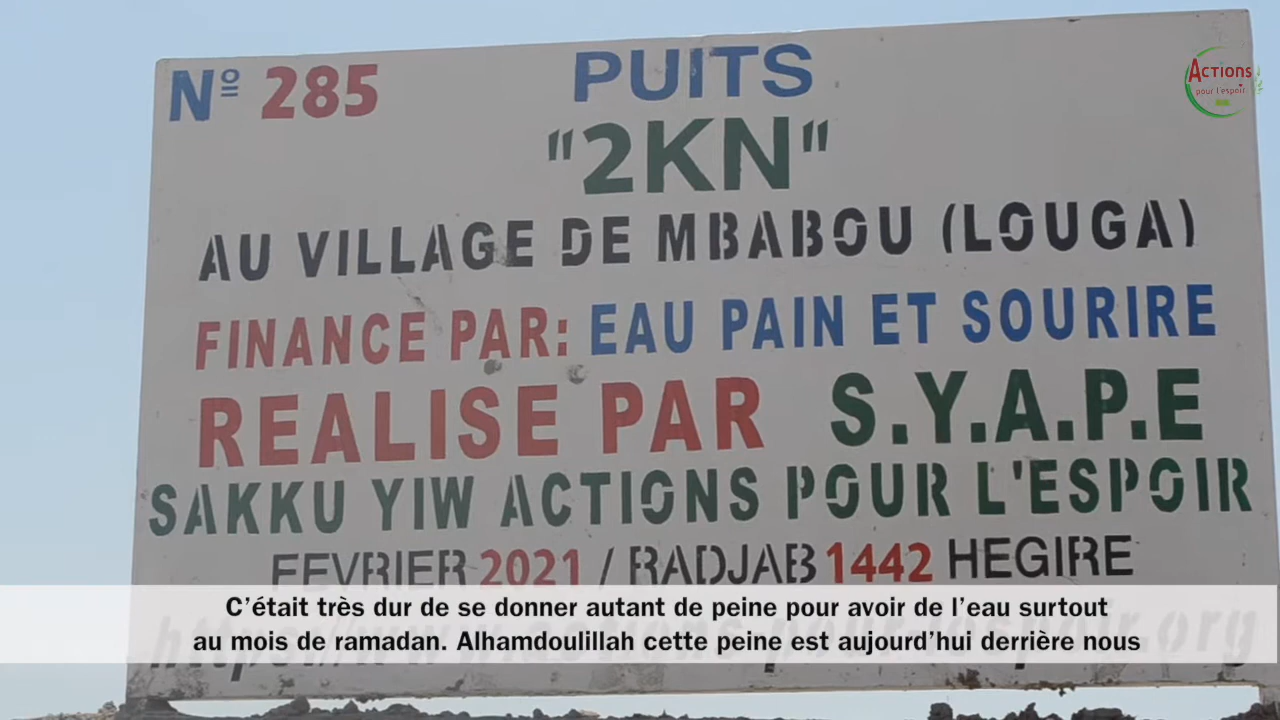 Nº 285
PUITS
"2KN"
AU VILLAGE DE MBABOU (LOUGA)
FINANCE PAR: EAU PAIN ET SOURIRE
REALISE PAR S.Y.A.P.E
SAKKU YIW ACTIONS POUR L'ESPOIR
FEVRIER 2021 / RADJAB 1442 HEGIRE
C'était très dur de se donner autant de peine pour avoir de l'eau surtout
au mois de ramadan. Alhamdoulillah cette peine est aujourd'hui derrière nous
ACTIONS
pour l'espoir